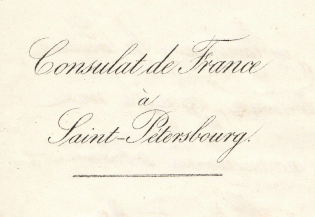 Consulat de France
à
Saint-Pétersbourg.